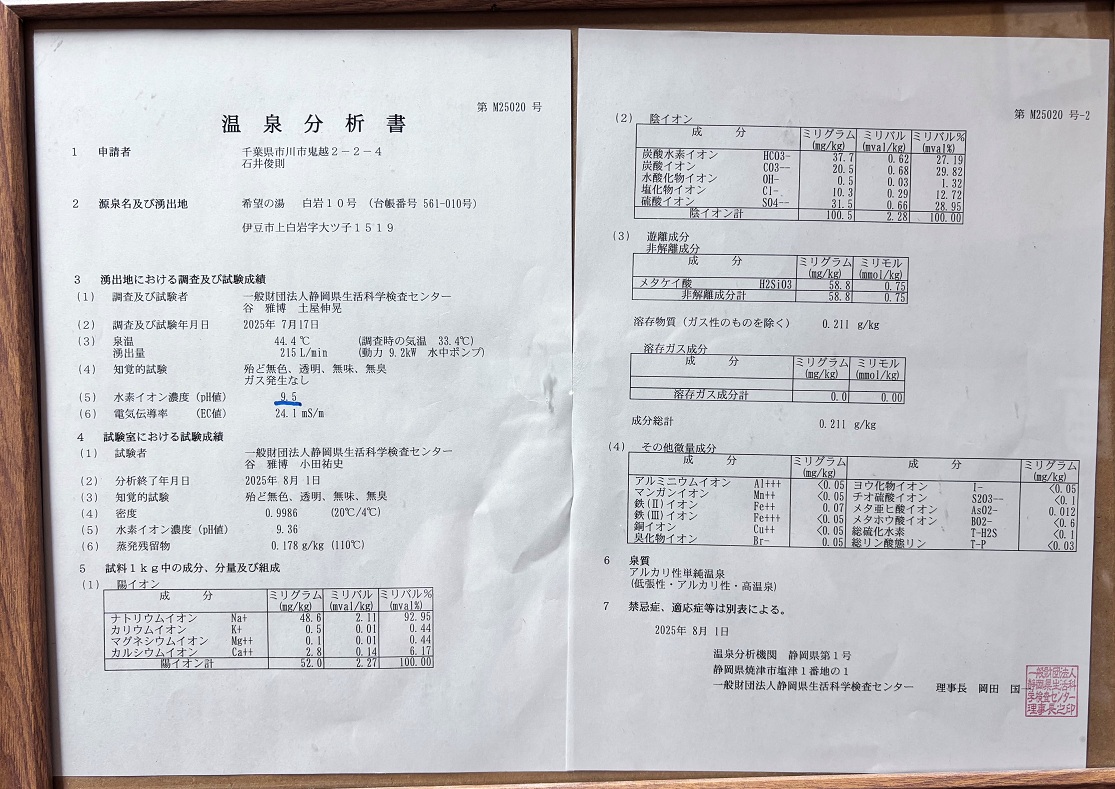 第 M25020 号
温 泉 分 析 書
1 申請者 千葉県市川市鬼越2－2－4
石井俊則
2 源泉名及び湧出地 希望の湯 白岩10号 (台帳番号 561-010号)
伊豆市上白岩字大ツ子1519
3 湧出地における調査及び試験成績
(1) 調査及び試験者 一般財団法人静岡県生活科学検査センター
谷 雅博 土屋伸晃
(2) 調査及試験年月日 2025年 7月17日
(3) 泉温 44.4 ℃ (調査時の気温 33.4℃)
湧出量 215 L/min (動力 9.2kW 水中ポンプ)
(4) 知覚的試験 殆ど無色、透明、無味、無臭
ガス発生なし
(5) 水素イオン濃度 (pH値) 9.5
(6) 電気伝導率 (EC値) 24.1 mS/m
4 試験室における試験成績
(1) 試験者 一般財団法人静岡県生活科学検査センター
谷 雅博 小田祐史
(2) 分析終了年月日 2025年 8月 1日
(3) 知覚的試験 殆ど無色、透明、無味、無臭
(4) 密度 0.9986 (20℃/4℃)
(5) 水素イオン濃度 (pH値) 9.36
(6) 蒸発残留物 0.178 g/kg (110℃)
5 試料1kg中の成分、分量及び組成
(1) 陽イオン
成 分 ミリグラム (mg/kg) ミリバル (mval/kg) ミリバル% (mval%)
ナトリウムイオン Na+ 48.6 2.11 92.95
カリウムイオン K+ 0.5 0.01 0.44
マグネシウムイオン Mg++ 0.1 0.01 0.44
カルシウムイオン Ca++ 2.8 0.14 6.17
陽イオン計 52.0 2.27 100.00
第 M25020 号-2
(2) 陰イオン
成 分 ミリグラム (mg/kg) ミリバル (mval/kg) ミリバル% (mval%)
炭酸水素イオン HCO3- 37.7 0.62 27.19
炭酸イオン CO3-- 20.5 0.68 29.82
水酸化物イオン OH- 0.5 0.03 1.32
塩化物イオン Cl- 10.3 0.29 12.72
硫酸イオン SO4-- 31.5 0.66 28.95
陰イオン計 100.5 2.28 100.00
(3) 遊離成分
非解離成分
成 分 ミリグラム (mg/kg) ミリモル (mmol/kg)
メタケイ酸 H2SiO3 58.8 0.75
非解離成分計 58.8 0.75
溶存物質 (ガス性のものを除く) 0.211 g/kg
溶存ガス成分
成 分 ミリグラム (mg/kg) ミリモル (mmol/kg)
溶存ガス成分計 0.0 0.00
成分総計 0.211 g/kg
(4) その他微量成分
成 分 ミリグラム (mg/kg) 成 分 ミリグラム (mg/kg)
アルミニウムイオン Al+++ <0.05 ヨウ化物イオン I- <0.05
マンガンイオン Mn++ <0.05 チオ硫酸イオン S2O3-- <0.1
鉄(Ⅱ)イオン Fe++ 0.07 メタ亜ヒ酸イオン AsO2- 0.012
鉄(Ⅲ)イオン Fe+++ <0.05 メタホウ酸イオン BO2- <0.6
銅イオン Cu++ <0.05 総硫化水素 T-H2S <0.1
臭化物イオン Br- 0.05 総リン酸態リン T-P <0.03
6 泉質
アルカリ性単純温泉
(低張性・アルカリ性・高温泉)
7 禁忌症、適応症等は別表による。
2025年 8月 1日
温泉分析機関 静岡県第1号
静岡県焼津市塩津1番地の1
一般財団法人静岡県生活科学検査センター 理事長 岡田 国一
一般財団法人
静岡県生活科
学検査センター
理事長之印